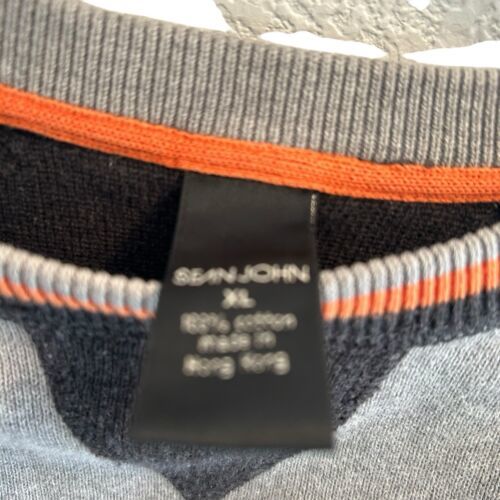 SEAN JOHN
XL
100% cotton
made in
Hong Kong